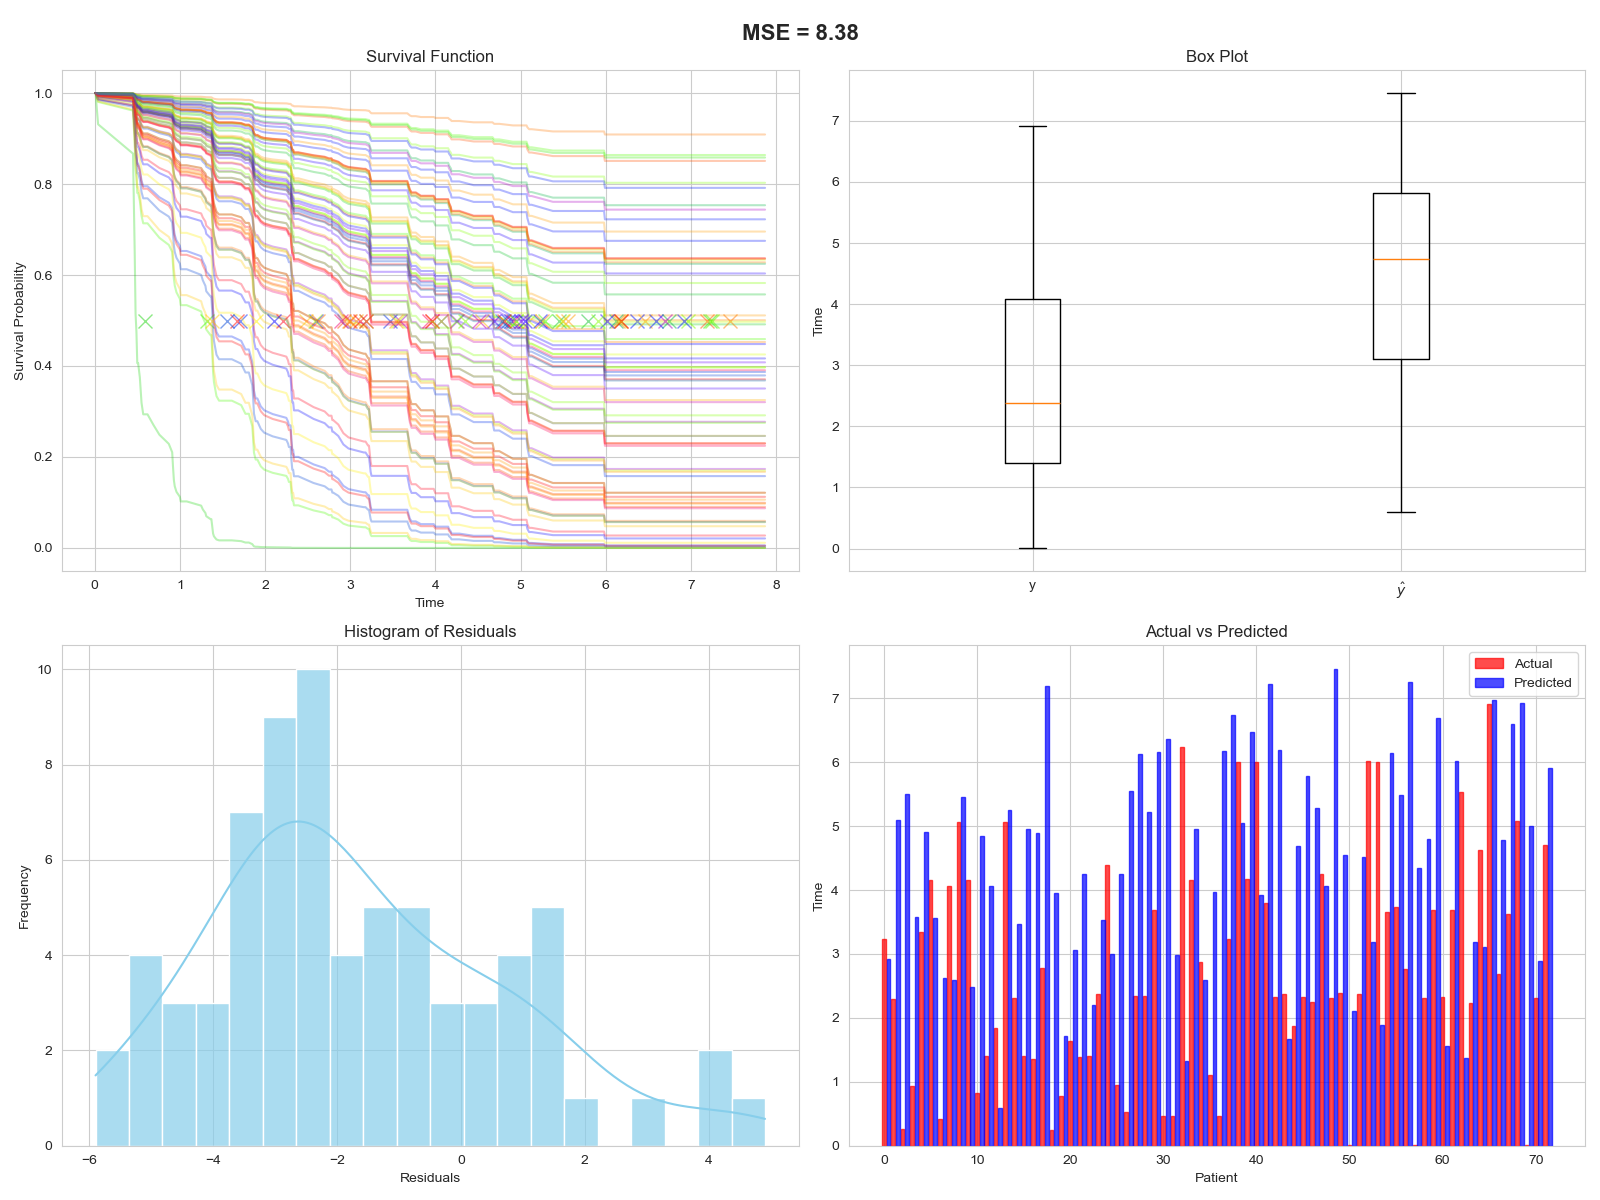 MSE = 8.38
Survival Function
Survival Probability
1.0
0.8
0.6
0.4
0.2
0.0
0 1 2 3 4 5 6 7 8
Time
Box Plot
Time
7
6
5
4
3
2
1
0
y ŷ
Histogram of Residuals
Frequency
10
8
6
4
2
0
−6 −4 −2 0 2 4
Residuals
Actual vs Predicted
Actual
Predicted
Time
7
6
5
4
3
2
1
0
0 10 20 30 40 50 60 70
Patient